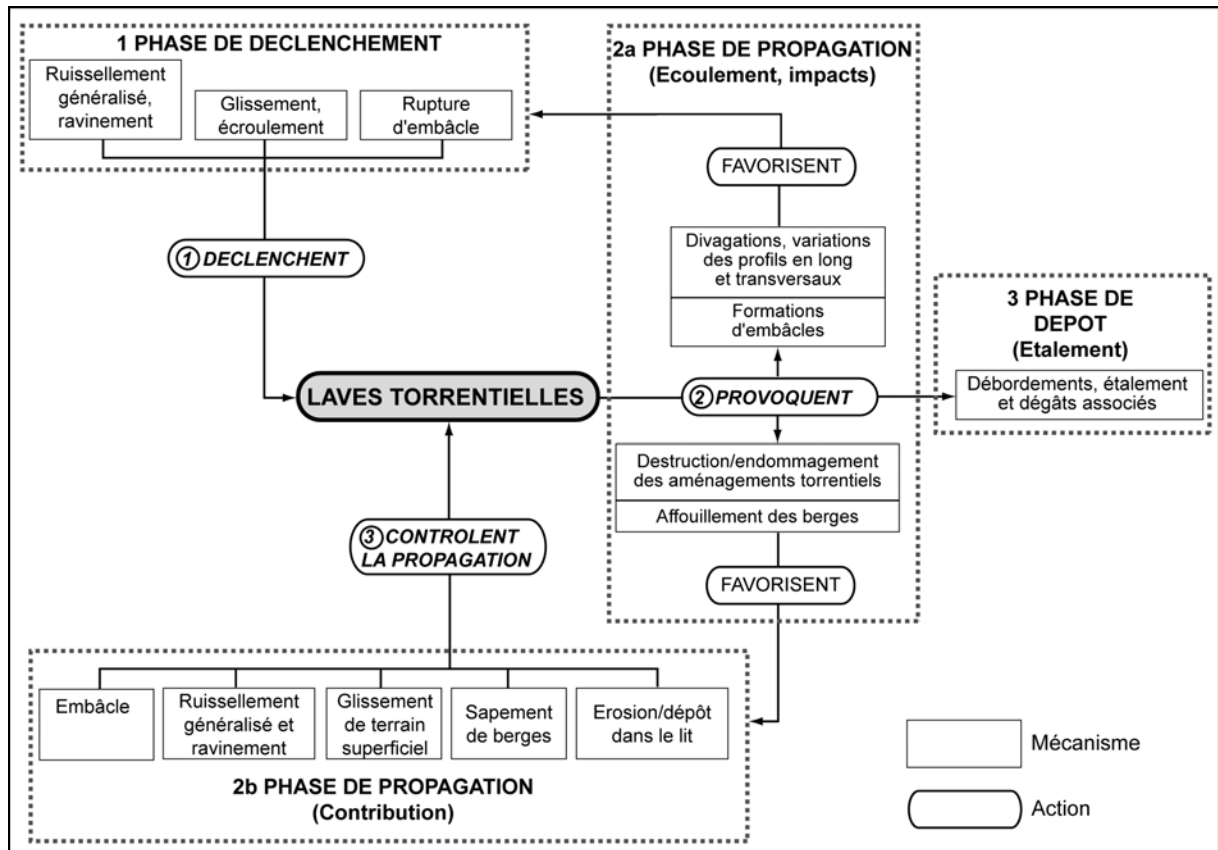 1 PHASE DE DECLENCHEMENT
Ruissellement
généralisé,
ravinement
Glissement,
écroulement
Rupture
d'embâcle
1 DECLENCHENT
2a PHASE DE PROPAGATION
(Ecoulement, impacts)
FAVORISENT
Divagations, variations
des profils en long
et transversaux
Formations
d'embâcles
LAVES TORRENTIELLES
2 PROVOQUENT
3 PHASE DE
DEPOT
(Etalement)
Débordements, étalement
et dégâts associés
Destruction/endommagement
des aménagements torrentiels
Affouillement des berges
FAVORISENT
3 CONTROLENT
LA PROPAGATION
Embâcle
Ruissellement
généralisé et
ravinement
Glissement
de terrain
superficiel
Sapement
de berges
Erosion/dépôt
dans le lit
2b PHASE DE PROPAGATION
(Contribution)
Mécanisme
Action